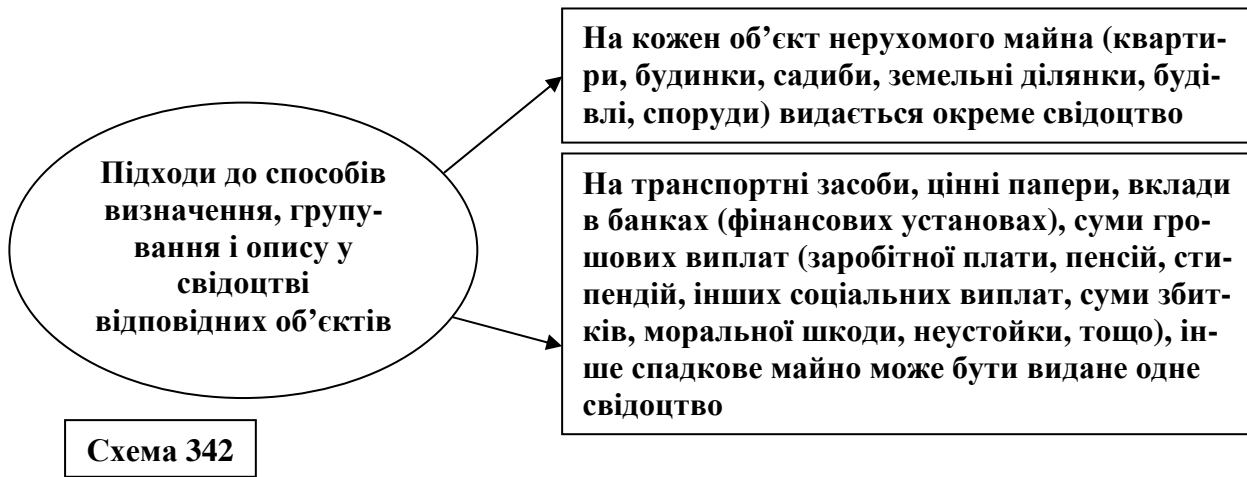 Підходи до способів
визначення, групу-
вання і опису у
свідоцтві
відповідних об’єктів
На кожен об’єкт нерухомого майна (кварти-
ри, будинки, садиби, земельні ділянки, буді-
влі, споруди) видається окреме свідоцтво
На транспортні засоби, цінні папери, вклади
в банках (фінансових установах), суми гро-
шових виплат (заробітної плати, пенсій, сти-
пендій, інших соціальних виплат, суми збит-
ків, моральної шкоди, неустойки, тощо), ін-
ше спадкове майно може бути видане одне
свідоцтво
Схема 342